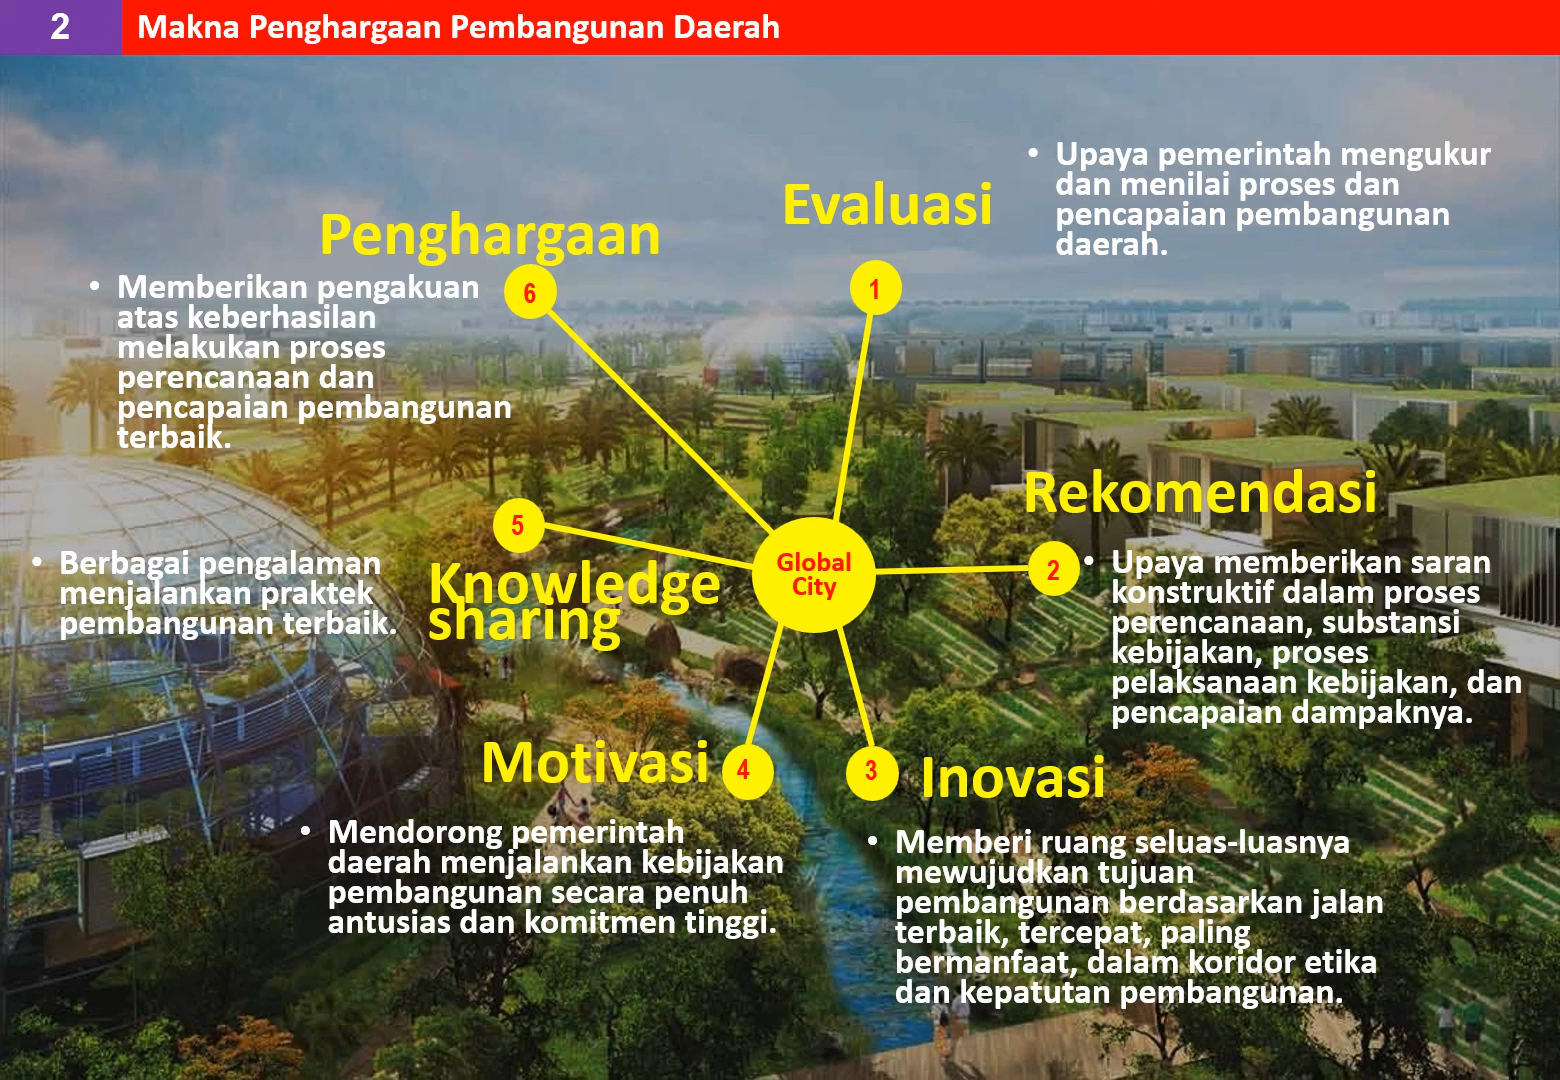 2
Makna Penghargaan Pembangunan Daerah
Evaluasi
1
• Upaya pemerintah mengukur
dan menilai proses dan
pencapaian pembangunan
daerah.
Rekomendasi
2
• Upaya memberikan saran
konstruktif dalam proses
perencanaan, substansi
kebijakan, proses
pelaksanaan kebijakan, dan
pencapaian dampaknya.
3
Inovasi
• Memberi ruang seluas-luasnya
mewujudkan tujuan
pembangunan berdasarkan jalan
terbaik, tercepat, paling
bermanfaat, dalam koridor etika
dan kepatutan pembangunan.
Motivasi
4
• Mendorong pemerintah
daerah menjalankan kebijakan
pembangunan secara penuh
antusias dan komitmen tinggi.
5
Knowledge
sharing
• Berbagai pengalaman
menjalankan praktek
pembangunan terbaik.
Penghargaan
6
• Memberikan pengakuan
atas keberhasilan
melakukan proses
perencanaan dan
pencapaian pembangunan
terbaik.
Global
City